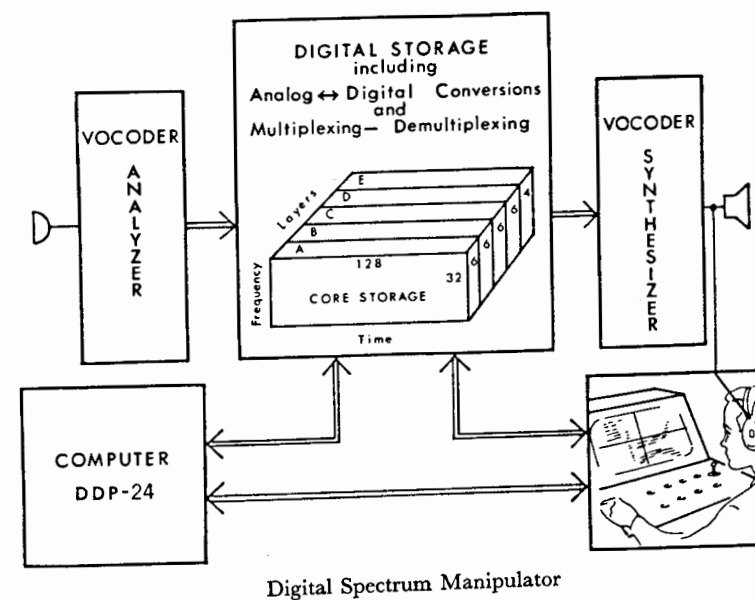 DIGITAL STORAGE
including
Analog ↔ Digital Conversions
and
Multiplexing – Demultiplexing
VOCODER
ANALYZER
Layers
E
D
C
B
A
128
32
6
6
6
6
4
Frequency
CORE STORAGE
Time
VOCODER
SYNTHESIZER
COMPUTER
DDP-24
D
Digital Spectrum Manipulator